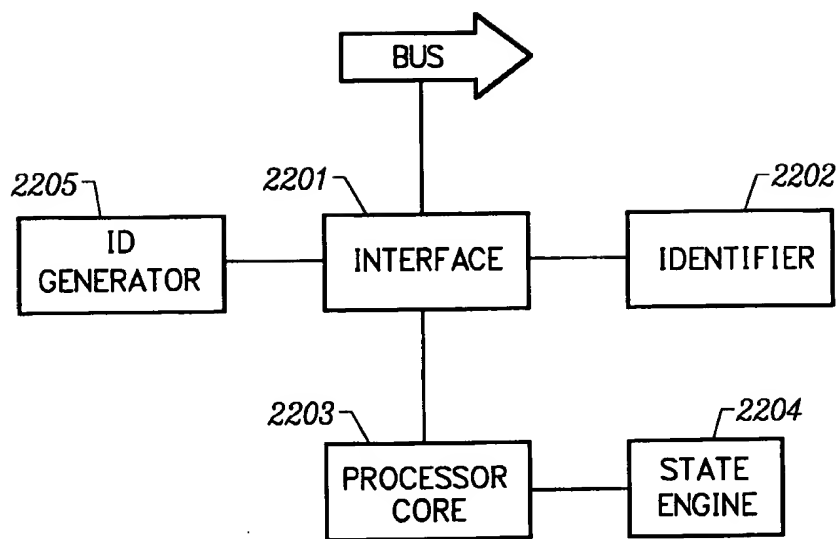 BUS
2205
2201
2202
ID
GENERATOR
INTERFACE
IDENTIFIER
2203
2204
PROCESSOR
CORE
STATE
ENGINE